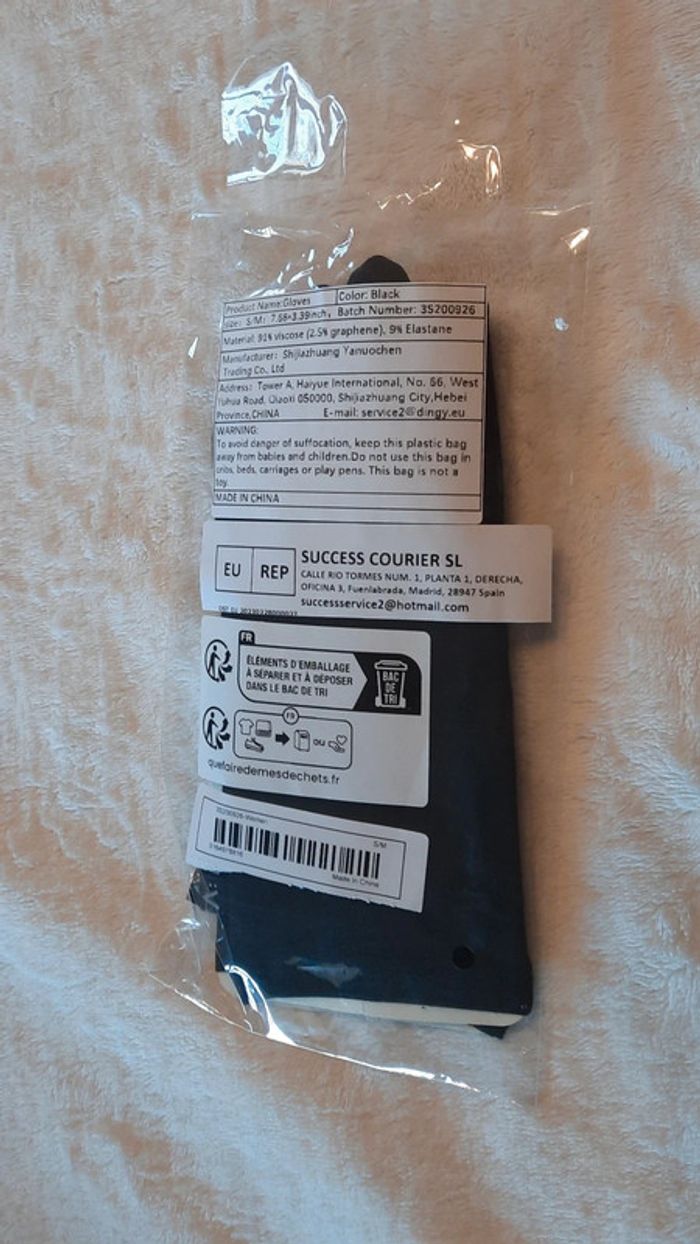 Product Name:Gloves Color: Black
size: S/M: 7.68*3.39inch, Batch Number: 35200926
Material: 91% viscose (2.5% graphene), 9% Elastane
Manufacturer: Shijiazhuang Yanuochen
Trading Co., Ltd
Address: Tower A, Haiyue International, No. 66, West
Yuhua Road, Qiaoxi 050000, Shijiazhuang City,Hebei
Province,CHINA E-mail: service2@dingy.eu
WARNING:
To avoid danger of suffocation, keep this plastic bag
away from babies and children.Do not use this bag in
cribs, beds, carriages or play pens. This bag is not a
toy.
MADE IN CHINA
EU REP SUCCESS COURIER SL
CALLE RIO TORMES NUM. 1, PLANTA 1, DERECHA,
OFICINA 3, Fuenlabrada, Madrid, 28947 Spain
successservice2@hotmail.com
FR
ÉLÉMENTS D'EMBALLAGE
À SÉPARER ET À DÉPOSER
DANS LE BAC DE TRI
BAC
DE
TRI
FR
OU
quefairedemesdechets.fr
S/M
Made In China